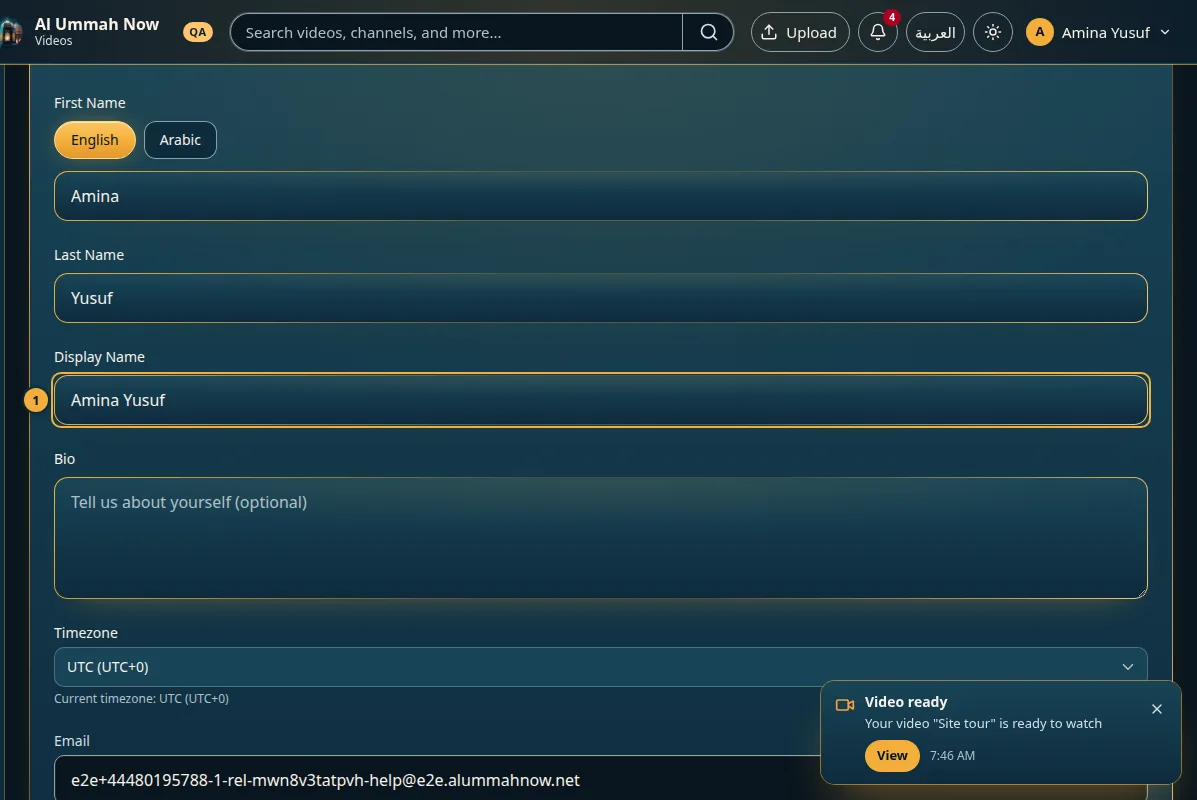 Al Ummah Now
Videos
QA
Search videos, channels, and more...
Upload
4
العربية
A
Amina Yusuf
First Name
English
Arabic
Amina
Last Name
Yusuf
Display Name
1
Amina Yusuf
Bio
Tell us about yourself (optional)
Timezone
UTC (UTC+0)
Current timezone: UTC (UTC+0)
Email
e2e+44480195788-1-rel-mwn8v3tatpvh-help@e2e.alummahnow.net
Video ready
Your video "Site tour" is ready to watch
View
7:46 AM